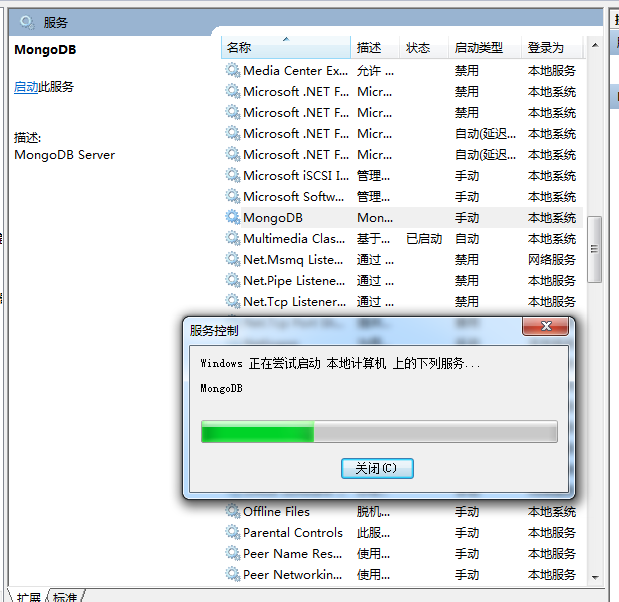 服务
MongoDB
启动此服务
描述:
MongoDB Server
名称 描述 状态 启动类型 登录为
Media Center Ex... 允许 ... 禁用 本地服务
Microsoft .NET F... Micr... 禁用 本地系统
Microsoft .NET F... Micr... 禁用 本地系统
Microsoft .NET F... Micr... 自动(延迟... 本地系统
Microsoft .NET F... Micr... 自动(延迟... 本地系统
Microsoft iSCSI I... 管理... 手动 本地系统
Microsoft Softw... 管理... 手动 本地系统
MongoDB Mon... 手动 本地系统
Multimedia Clas... 基于... 已启动 自动 本地系统
Net.Msmq Liste... 通过 ... 禁用 网络服务
Net.Pipe Listene... 通过 ... 禁用 本地服务
Net.Tcp Listener... 通过 ... 禁用 本地服务
服务控制
Windows 正在尝试启动 本地计算机 上的下列服务...
MongoDB
关闭(C)
Offline Files 脱机... 手动 本地系统
Parental Controls 此服... 手动 本地服务
Peer Name Res... 使用... 手动 本地服务
Peer Networkin... 使用... 手动 本地服务
扩展 标准